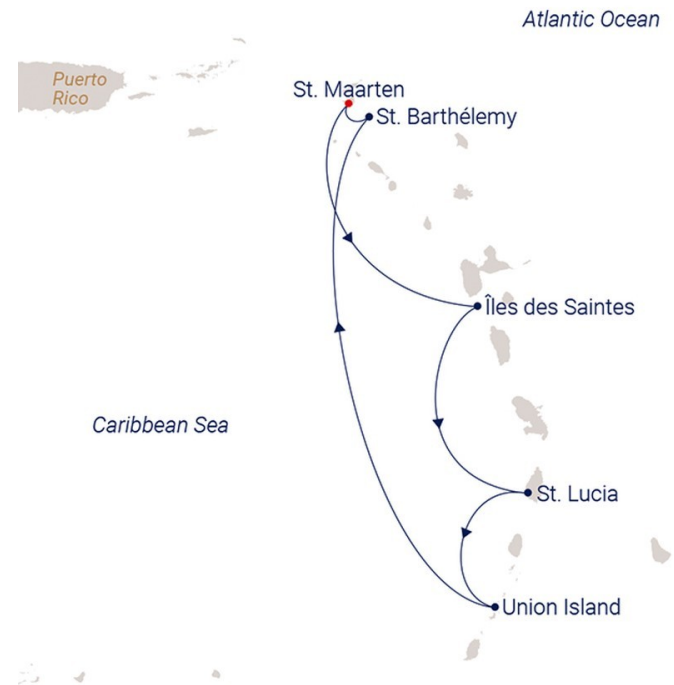 Atlantic Ocean
Puerto
Rico
St. Maarten
St. Barthélemy
Îles des Saintes
Caribbean Sea
St. Lucia
Union Island